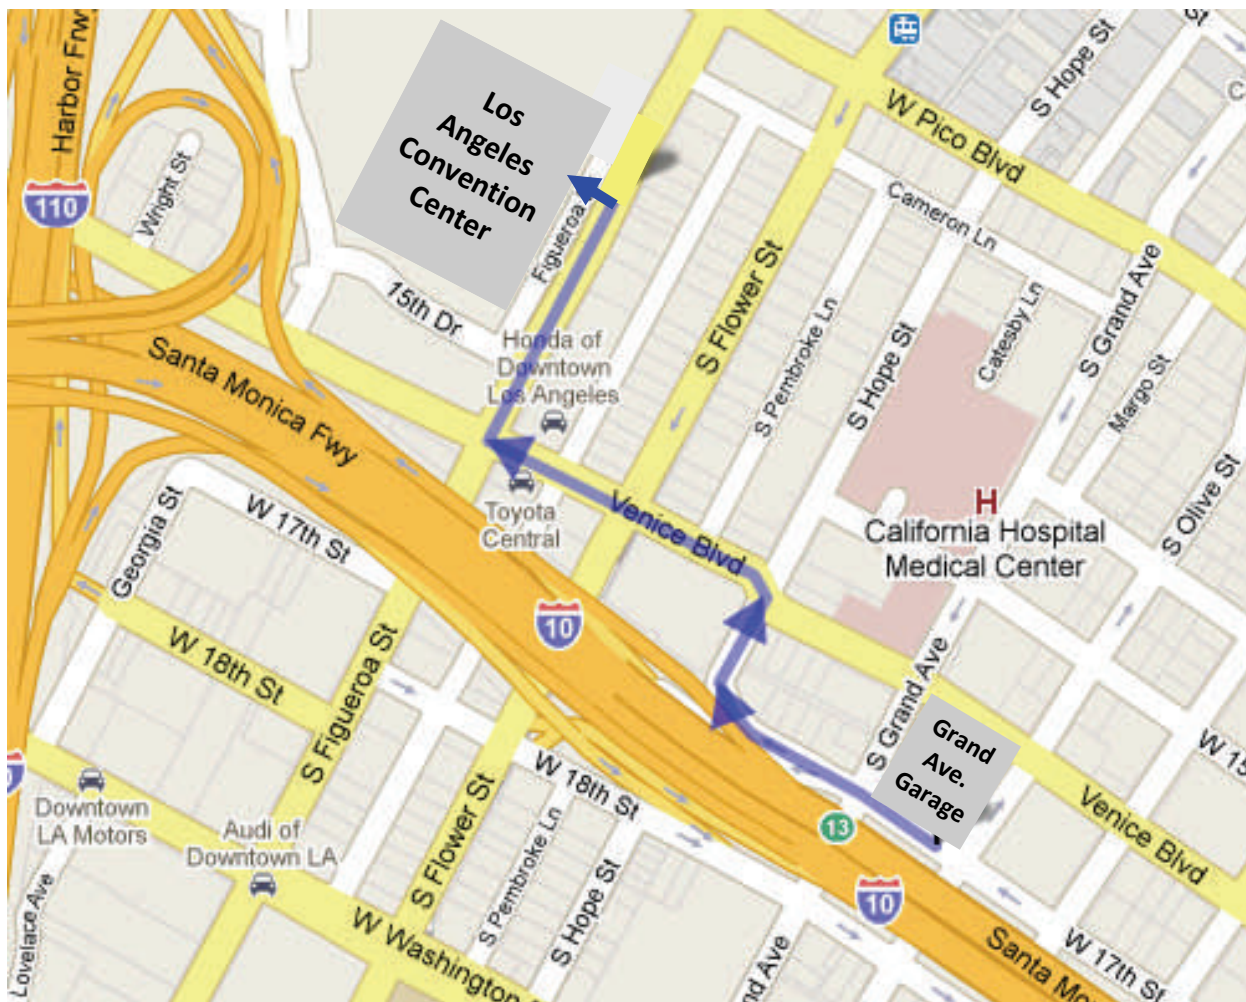 Harbor Frwy
110
Wright St
Los
Angeles
Convention
Center
Figueroa
15th Dr
Honda of
Downtown
Los Angeles
Toyota
Central
Santa Monica Fwy
S Flower St
W Pico Blvd
S Hope St
St
C
Cameron Ln
Catesby Ln
S Grand Ave
Margo St
S Olive St
S Pembroke Ln
S Hope St
H
California Hospital
Medical Center
Venice Blvd
W 17th St
Georgia St
W 18th St
S Figueroa St
10
S Grand Ave
Grand
Ave.
Garage
W 15
Venice Blvd
13
10
W 18th St
S Flower St
S Pembroke Ln
S Hope St
Downtown
LA Motors
Audi of
Downtown LA
Lovelace Ave
W Washington
nd Ave
Santa Mo
W 17th St